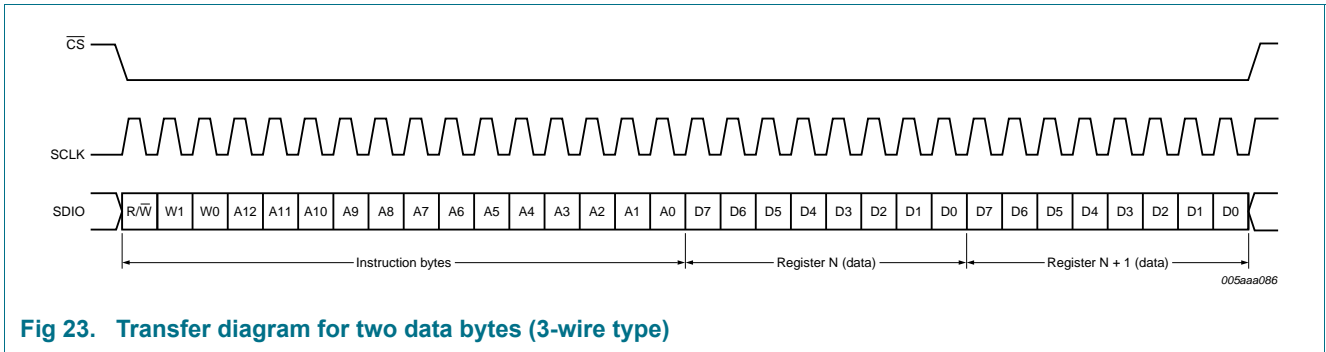 CS
SCLK
SDIO R/W W1 W0 A12 A11 A10 A9 A8 A7 A6 A5 A4 A3 A2 A1 A0 D7 D6 D5 D4 D3 D2 D1 D0 D7 D6 D5 D4 D3 D2 D1 D0
Instruction bytes Register N (data) Register N + 1 (data)
005aaa086
Fig 23. Transfer diagram for two data bytes (3-wire type)